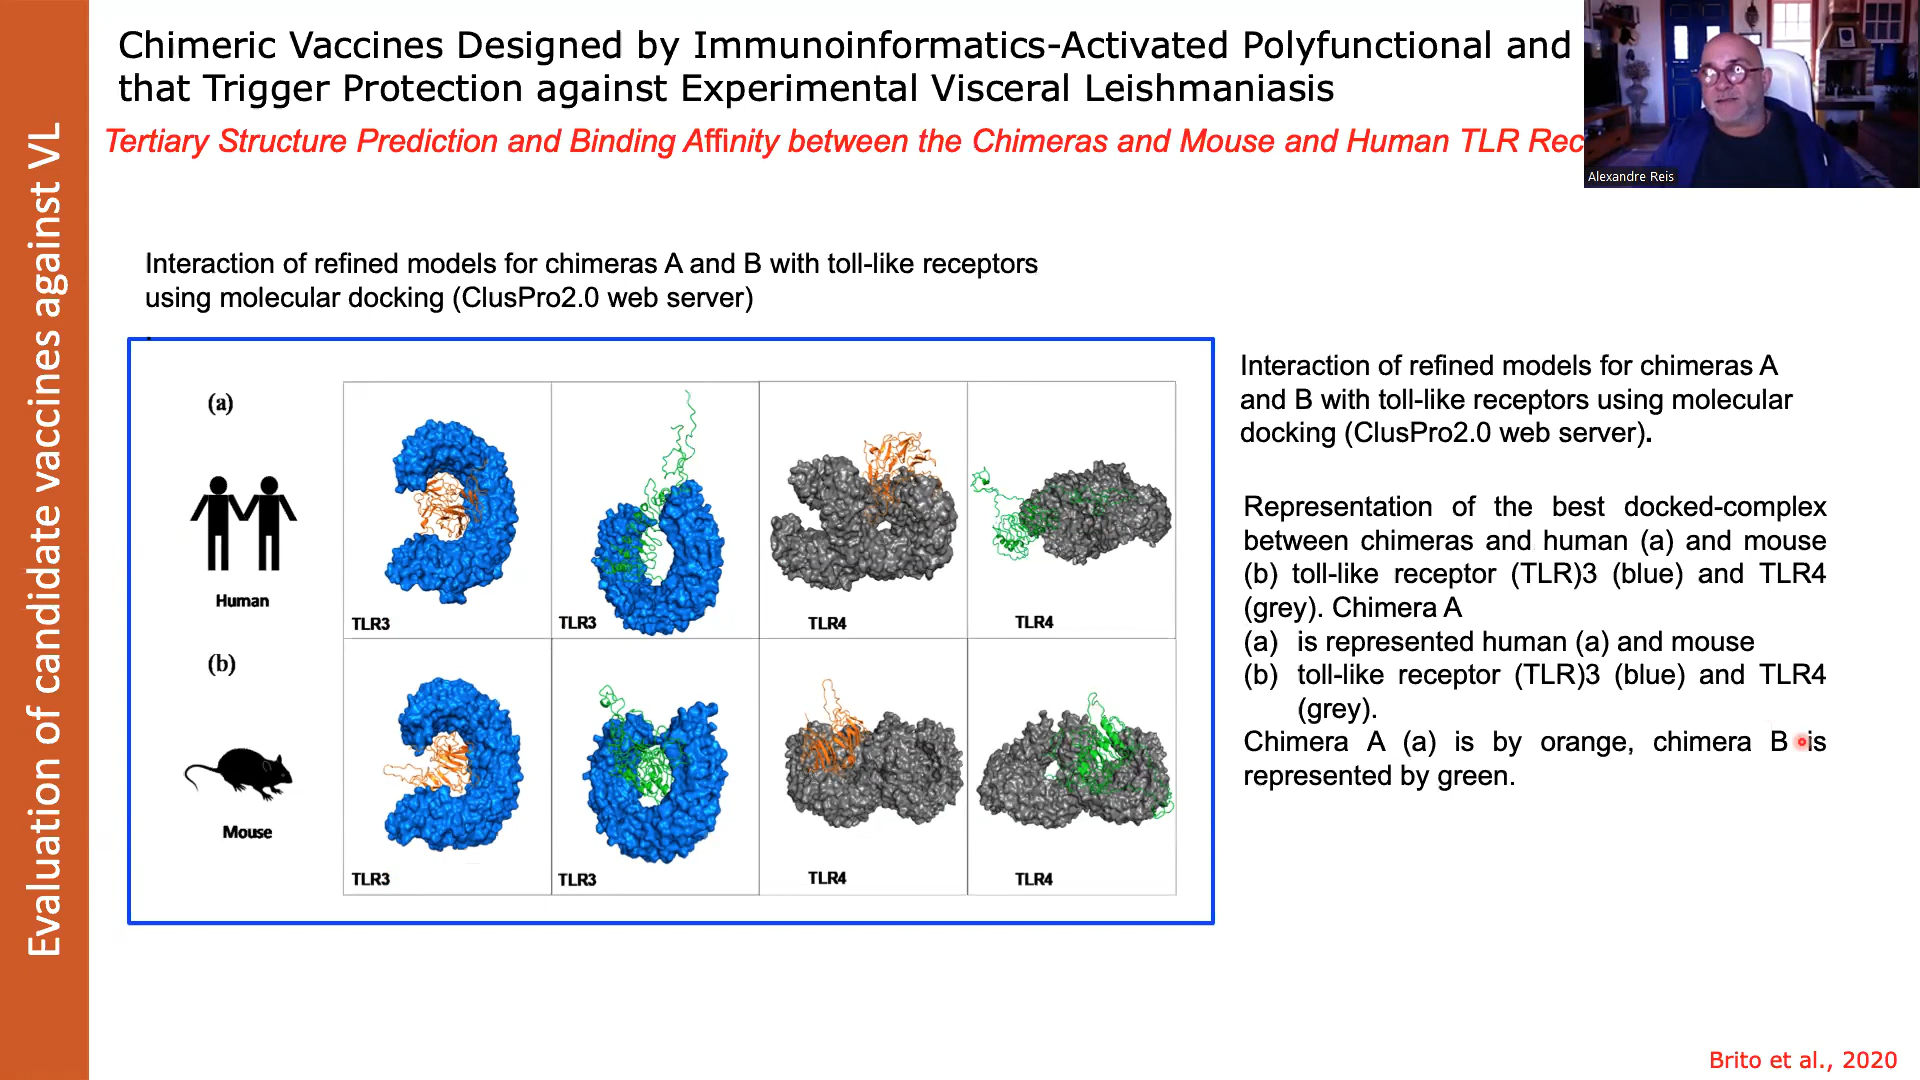 Evaluation of candidate vaccines against VL
Chimeric Vaccines Designed by Immunoinformatics-Activated Polyfunctional and
that Trigger Protection against Experimental Visceral Leishmaniasis
Tertiary Structure Prediction and Binding Affinity between the Chimeras and Mouse and Human TLR Rec
Alexandre Reis
Interaction of refined models for chimeras A and B with toll-like receptors
using molecular docking (ClusPro2.0 web server)
.
(a)
Human
TLR3
TLR3
TLR4
TLR4
(b)
Mouse
TLR3
TLR3
TLR4
TLR4
Interaction of refined models for chimeras A
and B with toll-like receptors using molecular
docking (ClusPro2.0 web server).
Representation of the best docked-complex
between chimeras and human (a) and mouse
(b) toll-like receptor (TLR)3 (blue) and TLR4
(grey). Chimera A
(a) is represented human (a) and mouse
(b) toll-like receptor (TLR)3 (blue) and TLR4
(grey).
Chimera A (a) is by orange, chimera B is
represented by green.
Brito et al., 2020